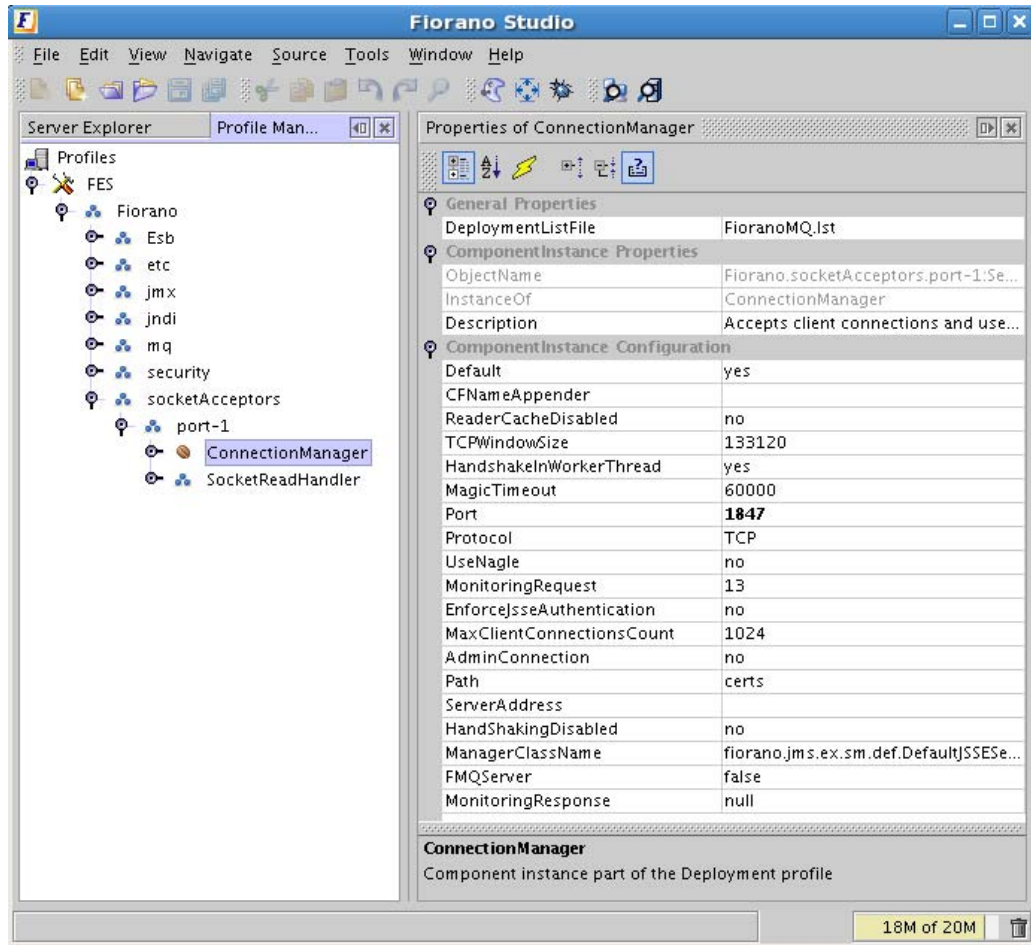 Fiorano Studio
File Edit View Navigate Source Tools Window Help
Server Explorer
Profile Man...
Profiles
FES
Fiorano
Esb
etc
jmx
jndi
mq
security
socketAcceptors
port-1
ConnectionManager
SocketReadHandler
Properties of ConnectionManager
General Properties
DeploymentListFile FioranoMQ.lst
ComponentInstance Properties
ObjectName Fiorano.socketAcceptors.port-1:Se...
InstanceOf ConnectionManager
Description Accepts client connections and use...
ComponentInstance Configuration
Default yes
CFNameAppender
ReaderCacheDisabled no
TCPWindowSize 133120
HandshakeInWorkerThread yes
MagicTimeout 60000
Port 1847
Protocol TCP
UseNagle no
MonitoringRequest 13
EnforceJsseAuthentication no
MaxClientConnectionsCount 1024
AdminConnection no
Path certs
ServerAddress
HandShakingDisabled no
ManagerClassName fiorano.jms.ex.sm.def.DefaultJSSESe...
FMQServer false
MonitoringResponse null
ConnectionManager
Component instance part of the Deployment profile
18M of 20M